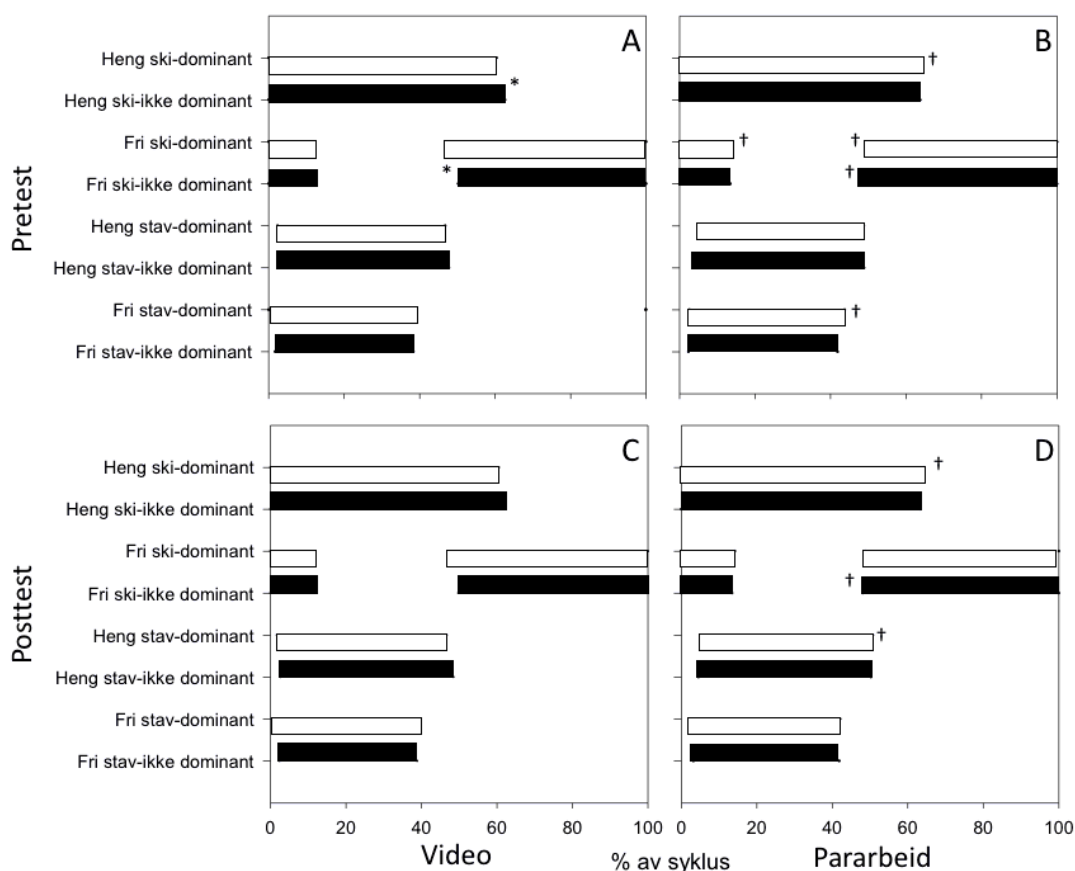 A
B
Heng ski-dominant
†
Heng ski-ikke dominant
*
Fri ski-dominant
†
†
Fri ski-ikke dominant
*
†
Heng stav-dominant
Heng stav-ikke dominant
Fri stav-dominant
†
Fri stav-ikke dominant
Pretest
C
D
Heng ski-dominant
†
Heng ski-ikke dominant
Fri ski-dominant
Fri ski-ikke dominant
†
Heng stav-dominant
†
Heng stav-ikke dominant
Fri stav-dominant
Fri stav-ikke dominant
Posttest
0 20 40 60 80 100
0 20 40 60 80 100
Video
% av syklus
Pararbeid